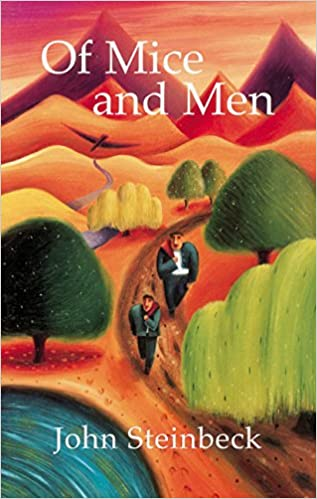 Of Mice
and Men
John Steinbeck